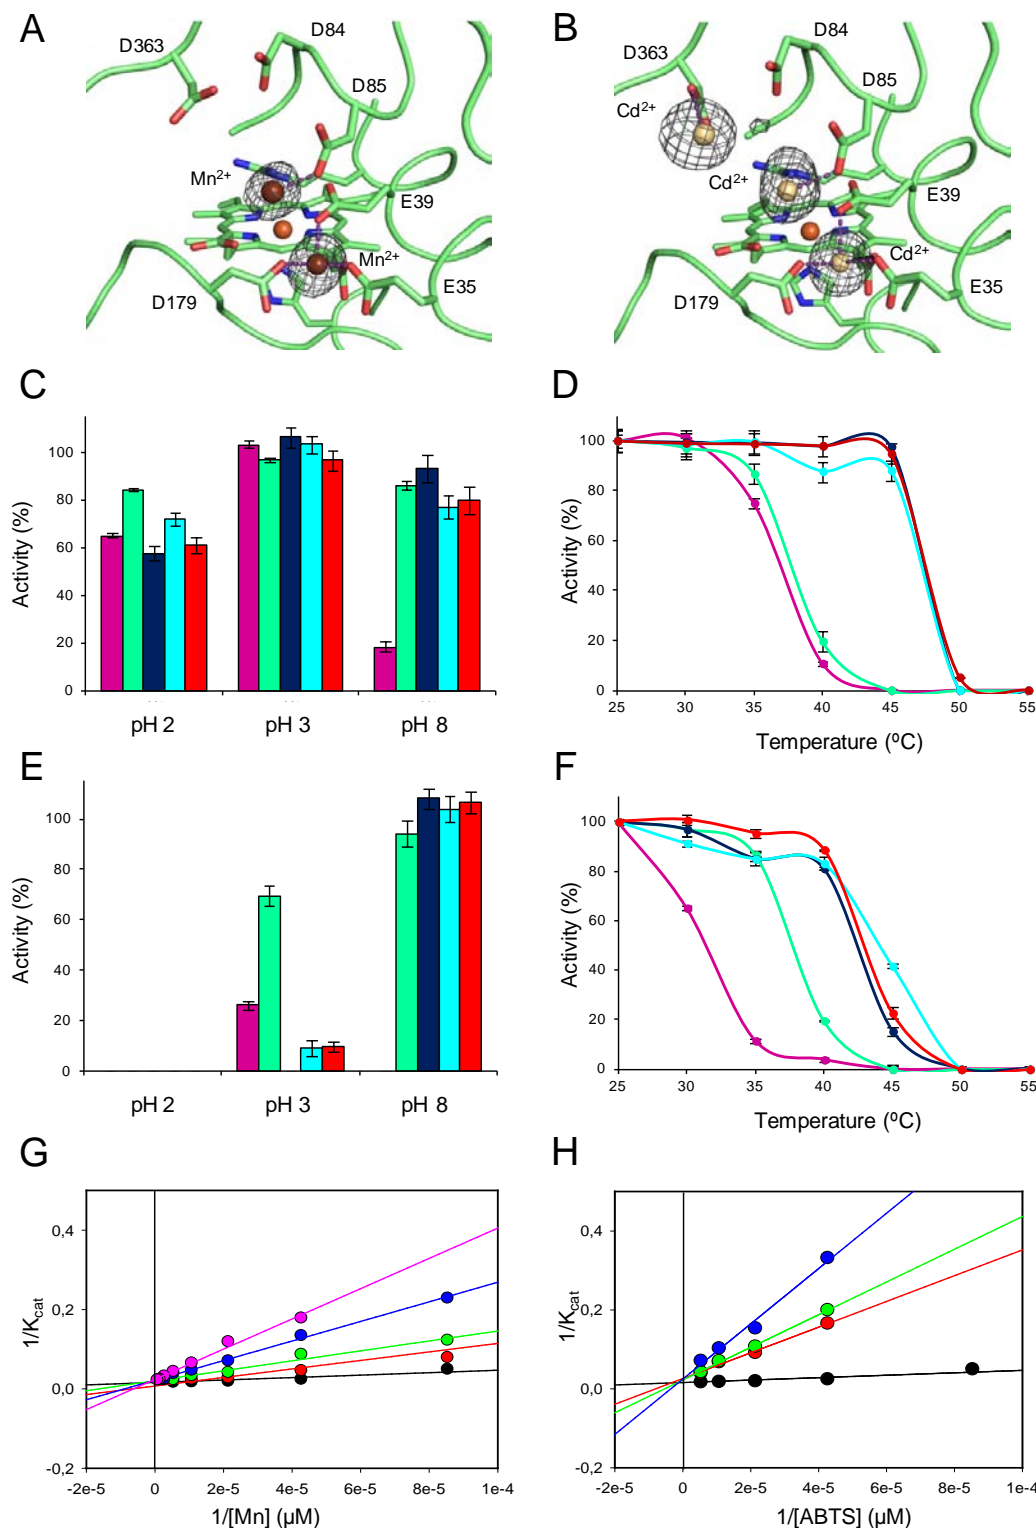 A
D363
D84
D85
Mn2+
E39
Mn2+
D179
E35
B
D363
D84
Cd2+
D85
Cd2+
E39
Cd2+
D179
E35
C
Activity (%)
100
80
60
40
20
0
pH 2
pH 3
pH 8
D
Activity (%)
100
80
60
40
20
0
25
30
35
40
45
50
55
Temperature (ºC)
E
Activity (%)
100
80
60
40
20
0
pH 2
pH 3
pH 8
F
Activity (%)
100
80
60
40
20
0
25
30
35
40
45
50
55
Temperature (ºC)
G
1/Kcat
0,4
0,2
0,0
-0,2
-2e-5
0
2e-5
4e-5
6e-5
8e-5
1e-4
1/[Mn] (µM)
H
1/Kcat
0,4
0,2
0,0
-0,2
-2e-5
0
2e-5
4e-5
6e-5
8e-5
1e-4
1/[ABTS] (µM)